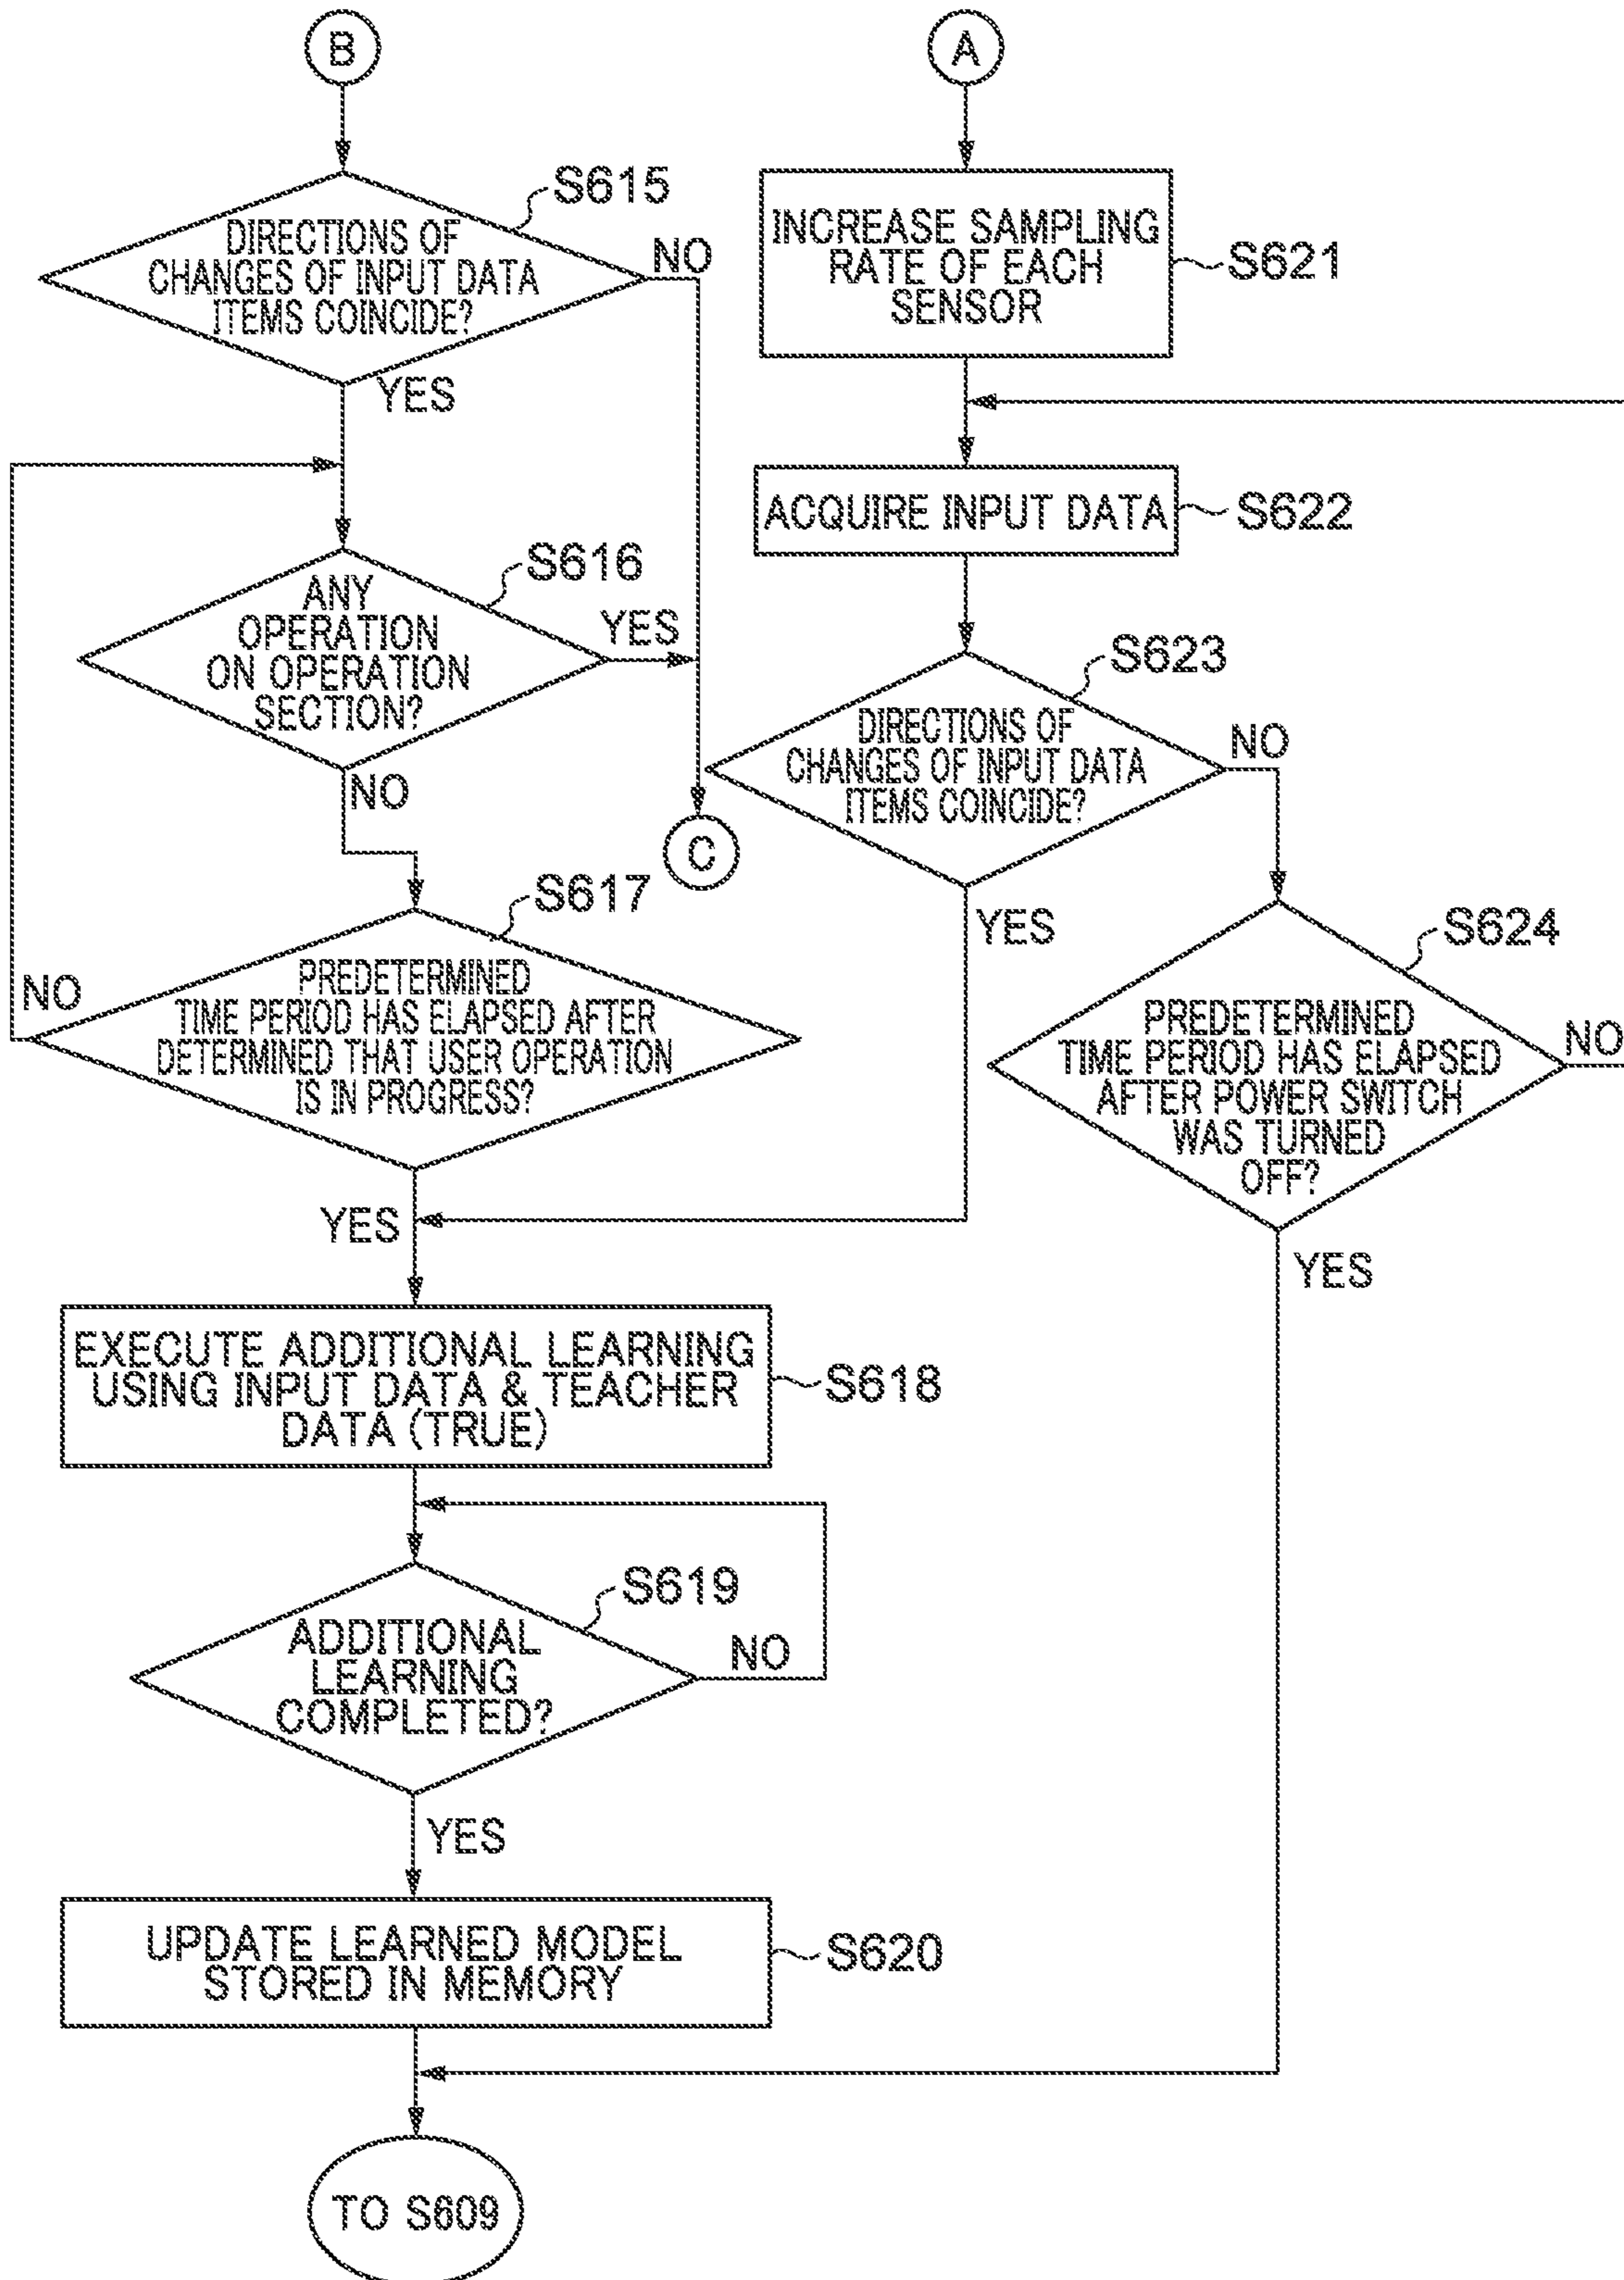 B
A
S615
DIRECTIONS OF
CHANGES OF INPUT DATA
ITEMS COINCIDE?
NO
YES
INCREASE SAMPLING
RATE OF EACH
SENSOR
S621
ACQUIRE INPUT DATA
S622
S616
ANY
OPERATION
ON OPERATION
SECTION?
YES
NO
C
S623
DIRECTIONS OF
CHANGES OF INPUT DATA
ITEMS COINCIDE?
NO
YES
S617
PREDETERMINED
TIME PERIOD HAS ELAPSED AFTER
DETERMINED THAT USER OPERATION
IS IN PROGRESS?
NO
YES
S624
PREDETERMINED
TIME PERIOD HAS ELAPSED
AFTER POWER SWITCH
WAS TURNED
OFF?
NO
YES
EXECUTE ADDITIONAL LEARNING
USING INPUT DATA & TEACHER
DATA (TRUE)
S618
S619
ADDITIONAL
LEARNING
COMPLETED?
NO
YES
UPDATE LEARNED MODEL
STORED IN MEMORY
S620
TO S609